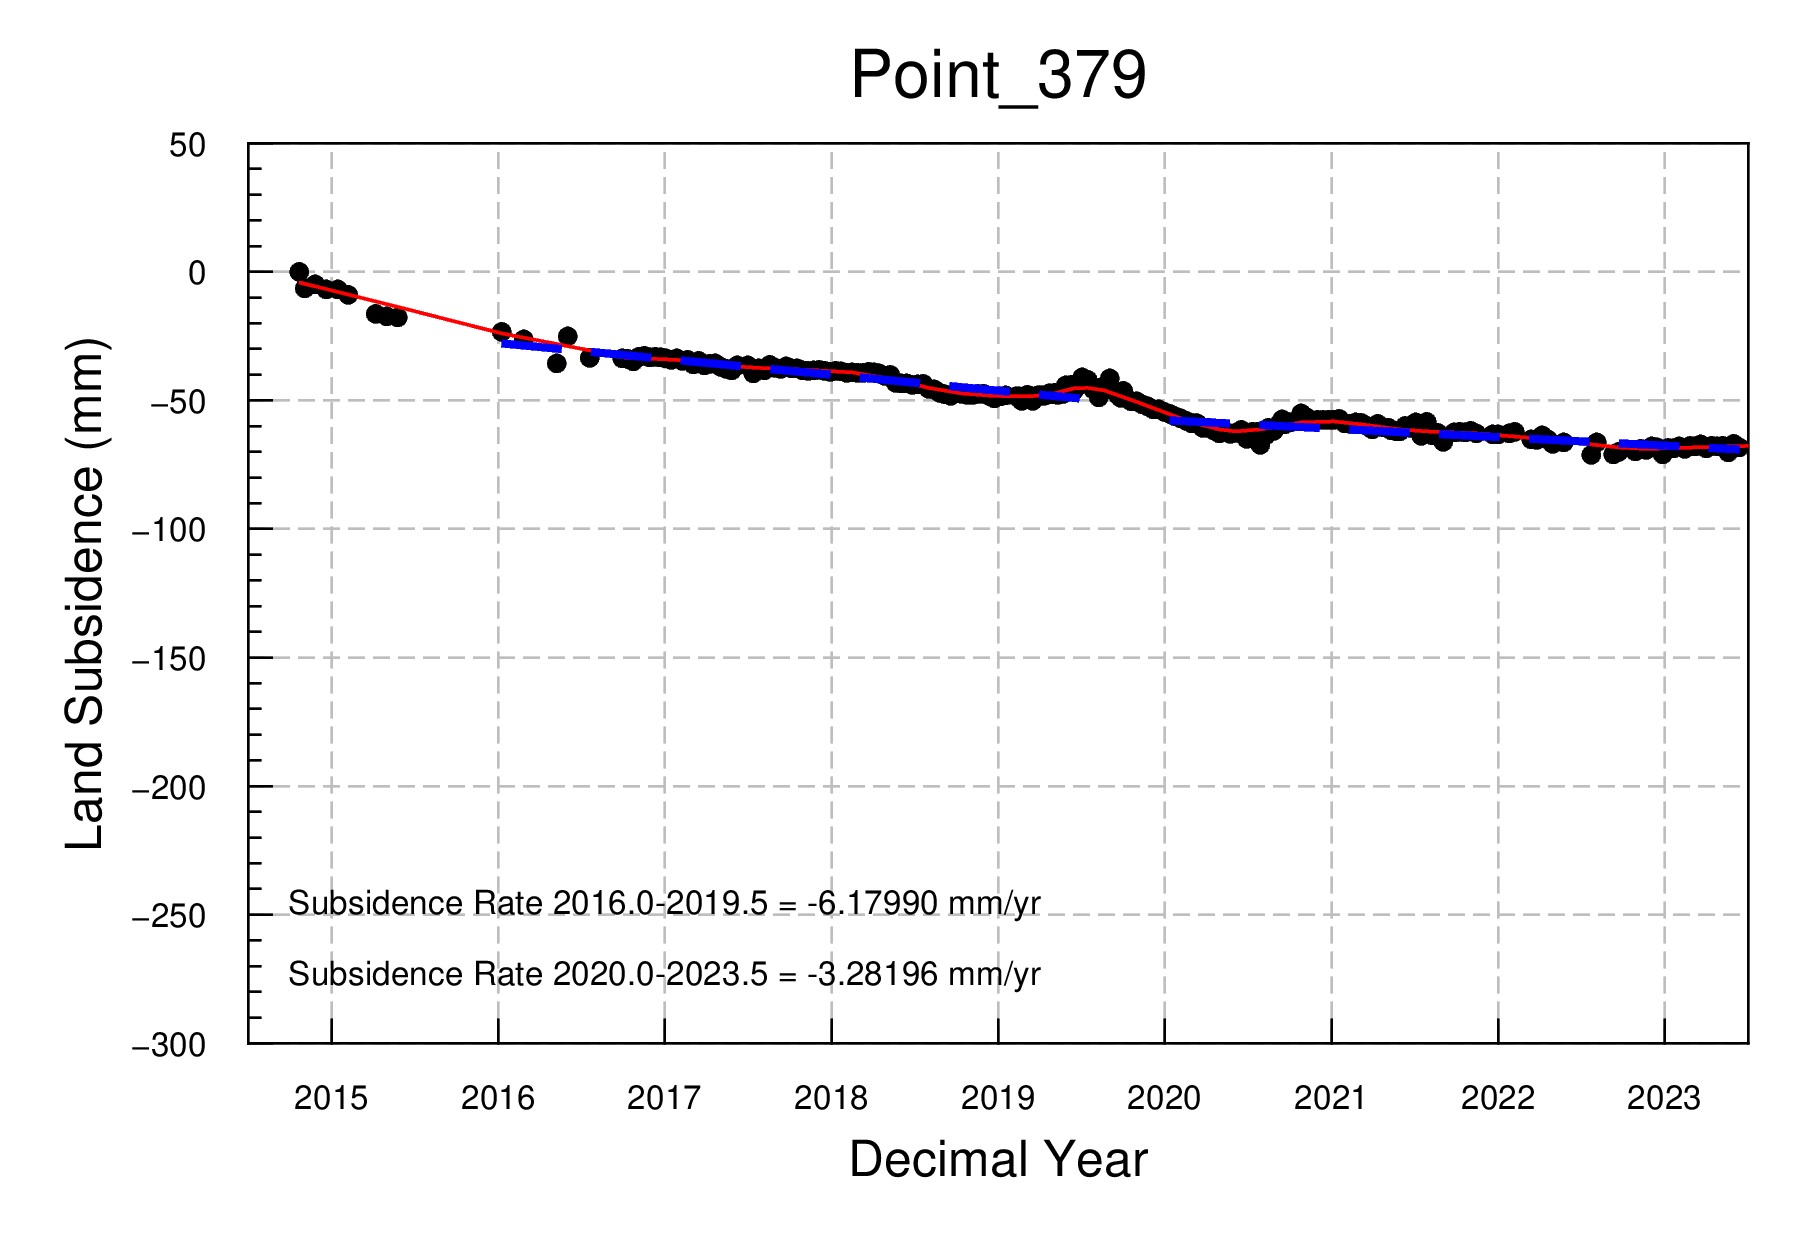 Point_379
50
0
−50
−100
−150
−200
−250
−300
Land Subsidence (mm)
Subsidence Rate 2016.0-2019.5 = -6.17990 mm/yr
Subsidence Rate 2020.0-2023.5 = -3.28196 mm/yr
2015 2016 2017 2018 2019 2020 2021 2022 2023
Decimal Year